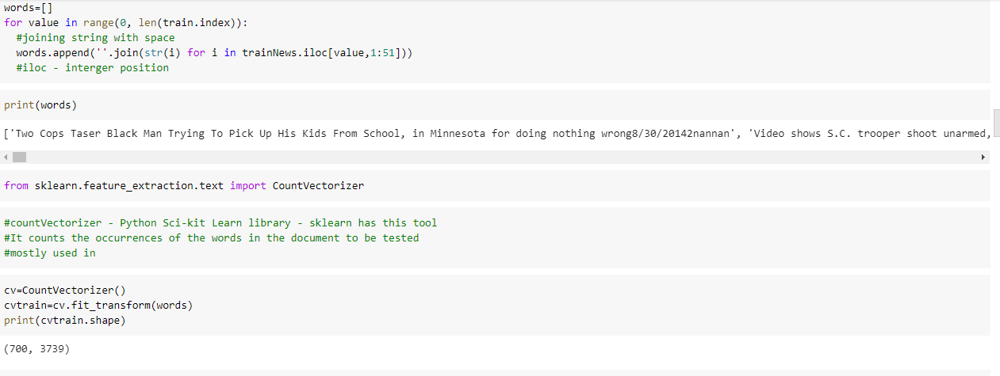 words=[]
for value in range(0, len(train.index)):
  #joining string with space
  words.append(''.join(str(i) for i in trainNews.iloc[value,1:51]))
  #iloc - interger position
print(words)
['Two Cops Taser Black Man Trying To Pick Up His Kids From School, in Minnesota for doing nothing wrong8/30/20142nannan', 'Video shows S.C. trooper shoot unarmed,
from sklearn.feature_extraction.text import CountVectorizer
#countVectorizer - Python Sci-kit Learn library - sklearn has this tool
#It counts the occurrences of the words in the document to be tested
#mostly used in
cv=CountVectorizer()
cvtrain=cv.fit_transform(words)
print(cvtrain.shape)
(700, 3739)